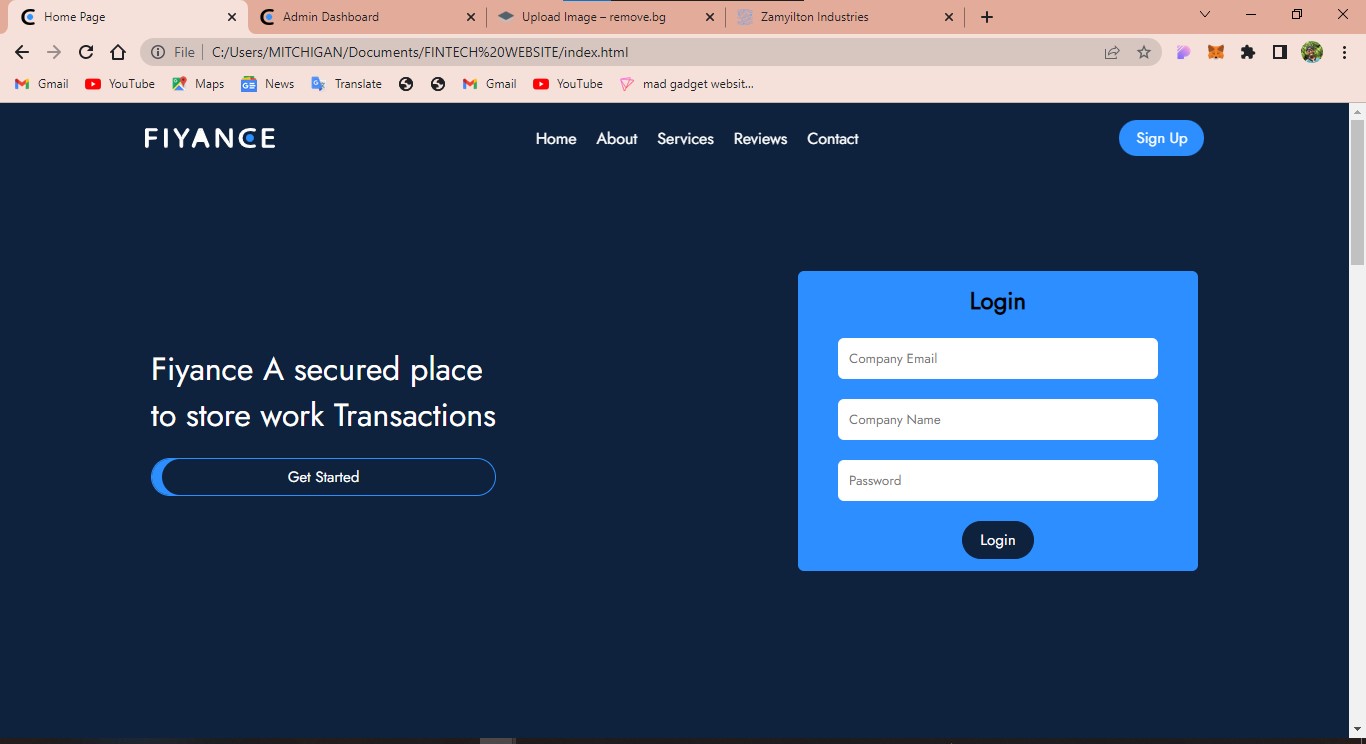 Home Page
Admin Dashboard
Upload Image – remove.bg
Zamyilton Industries
File
C:/Users/MITCHIGAN/Documents/FINTECH%20WEBSITE/index.html
Gmail
YouTube
Maps
News
Translate
Gmail
YouTube
mad gadget websit...
FIYANCE
Home
About
Services
Reviews
Contact
Sign Up
Login
Company Email
Company Name
Password
Login
Fiyance A secured place
to store work Transactions
Get Started